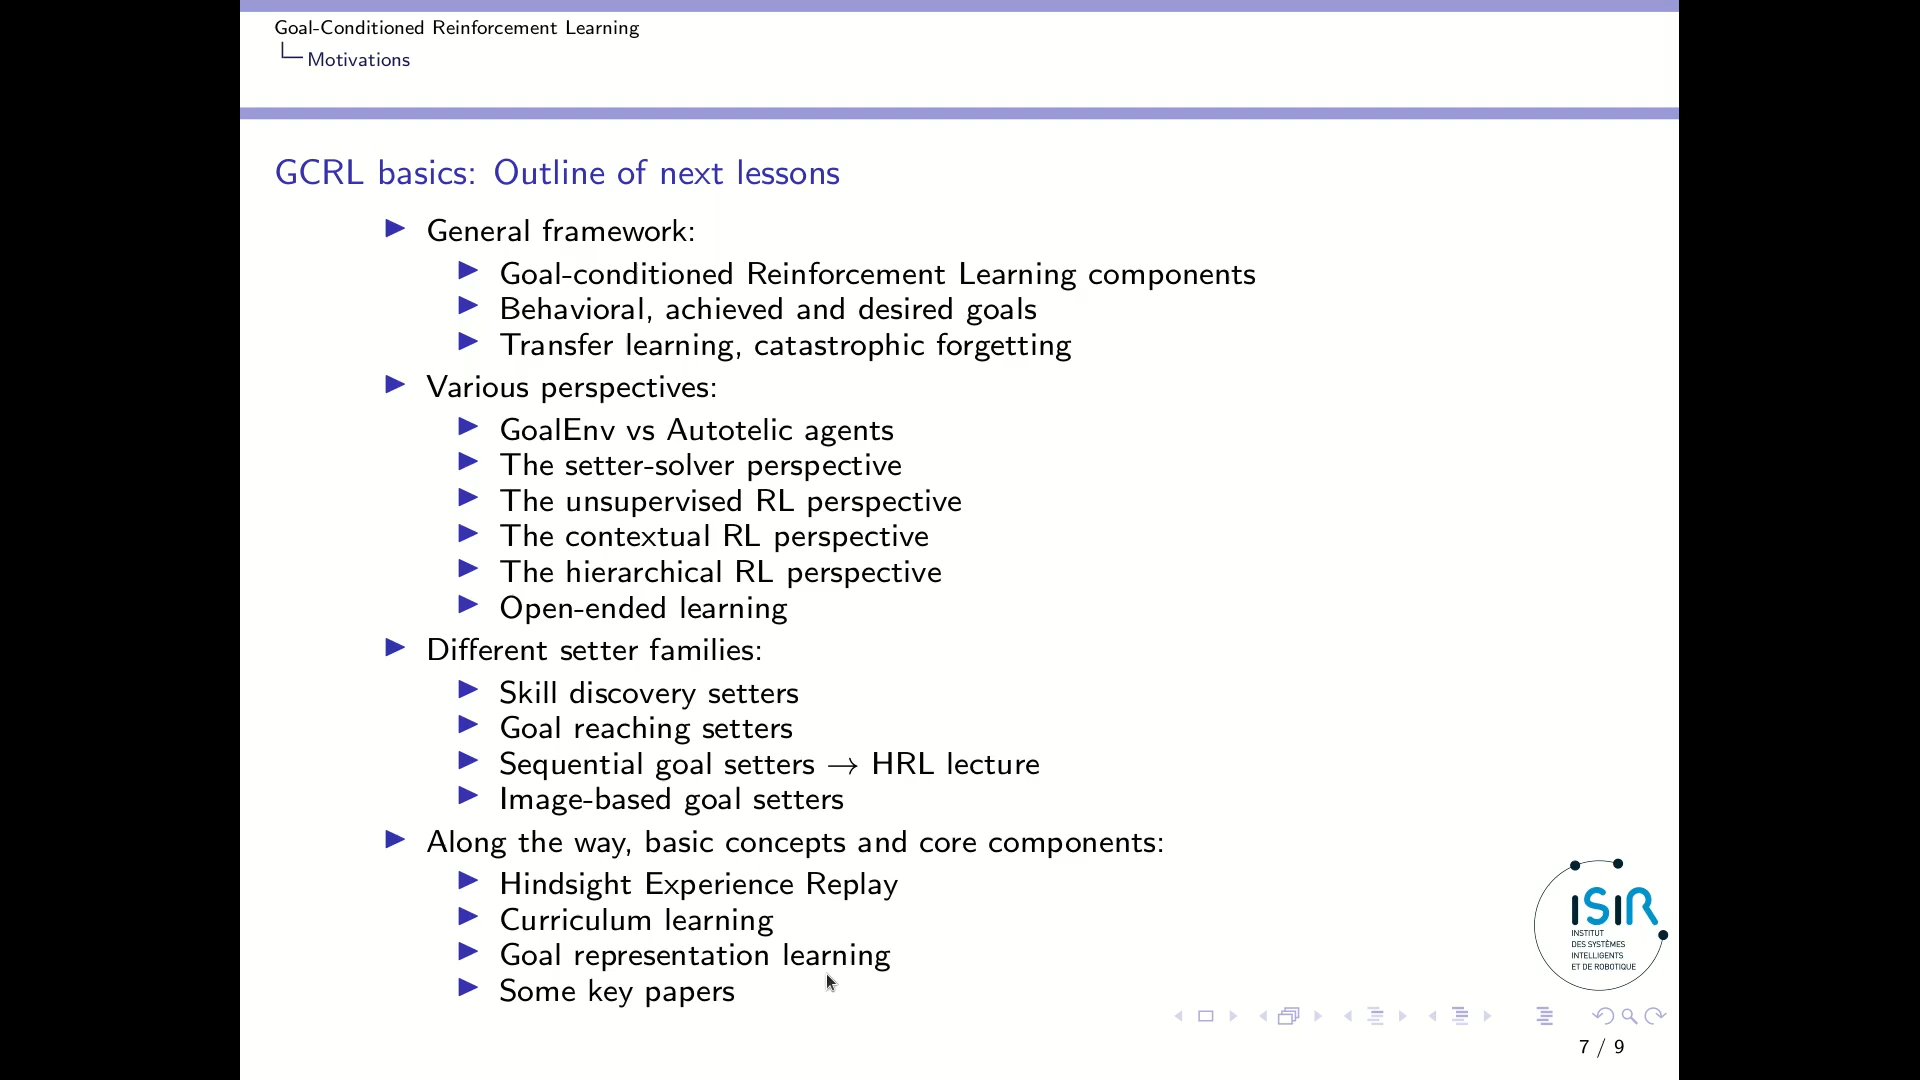 Goal-Conditioned Reinforcement Learning
Motivations
GCRL basics: Outline of next lessons
General framework:
Goal-conditioned Reinforcement Learning components
Behavioral, achieved and desired goals
Transfer learning, catastrophic forgetting
Various perspectives:
GoalEnv vs Autotelic agents
The setter-solver perspective
The unsupervised RL perspective
The contextual RL perspective
The hierarchical RL perspective
Open-ended learning
Different setter families:
Skill discovery setters
Goal reaching setters
Sequential goal setters → HRL lecture
Image-based goal setters
Along the way, basic concepts and core components:
Hindsight Experience Replay
Curriculum learning
Goal representation learning
Some key papers
ISIR
INSTITUT
DES SYSTÈMES
INTELLIGENTS
ET DE ROBOTIQUE
7 / 9